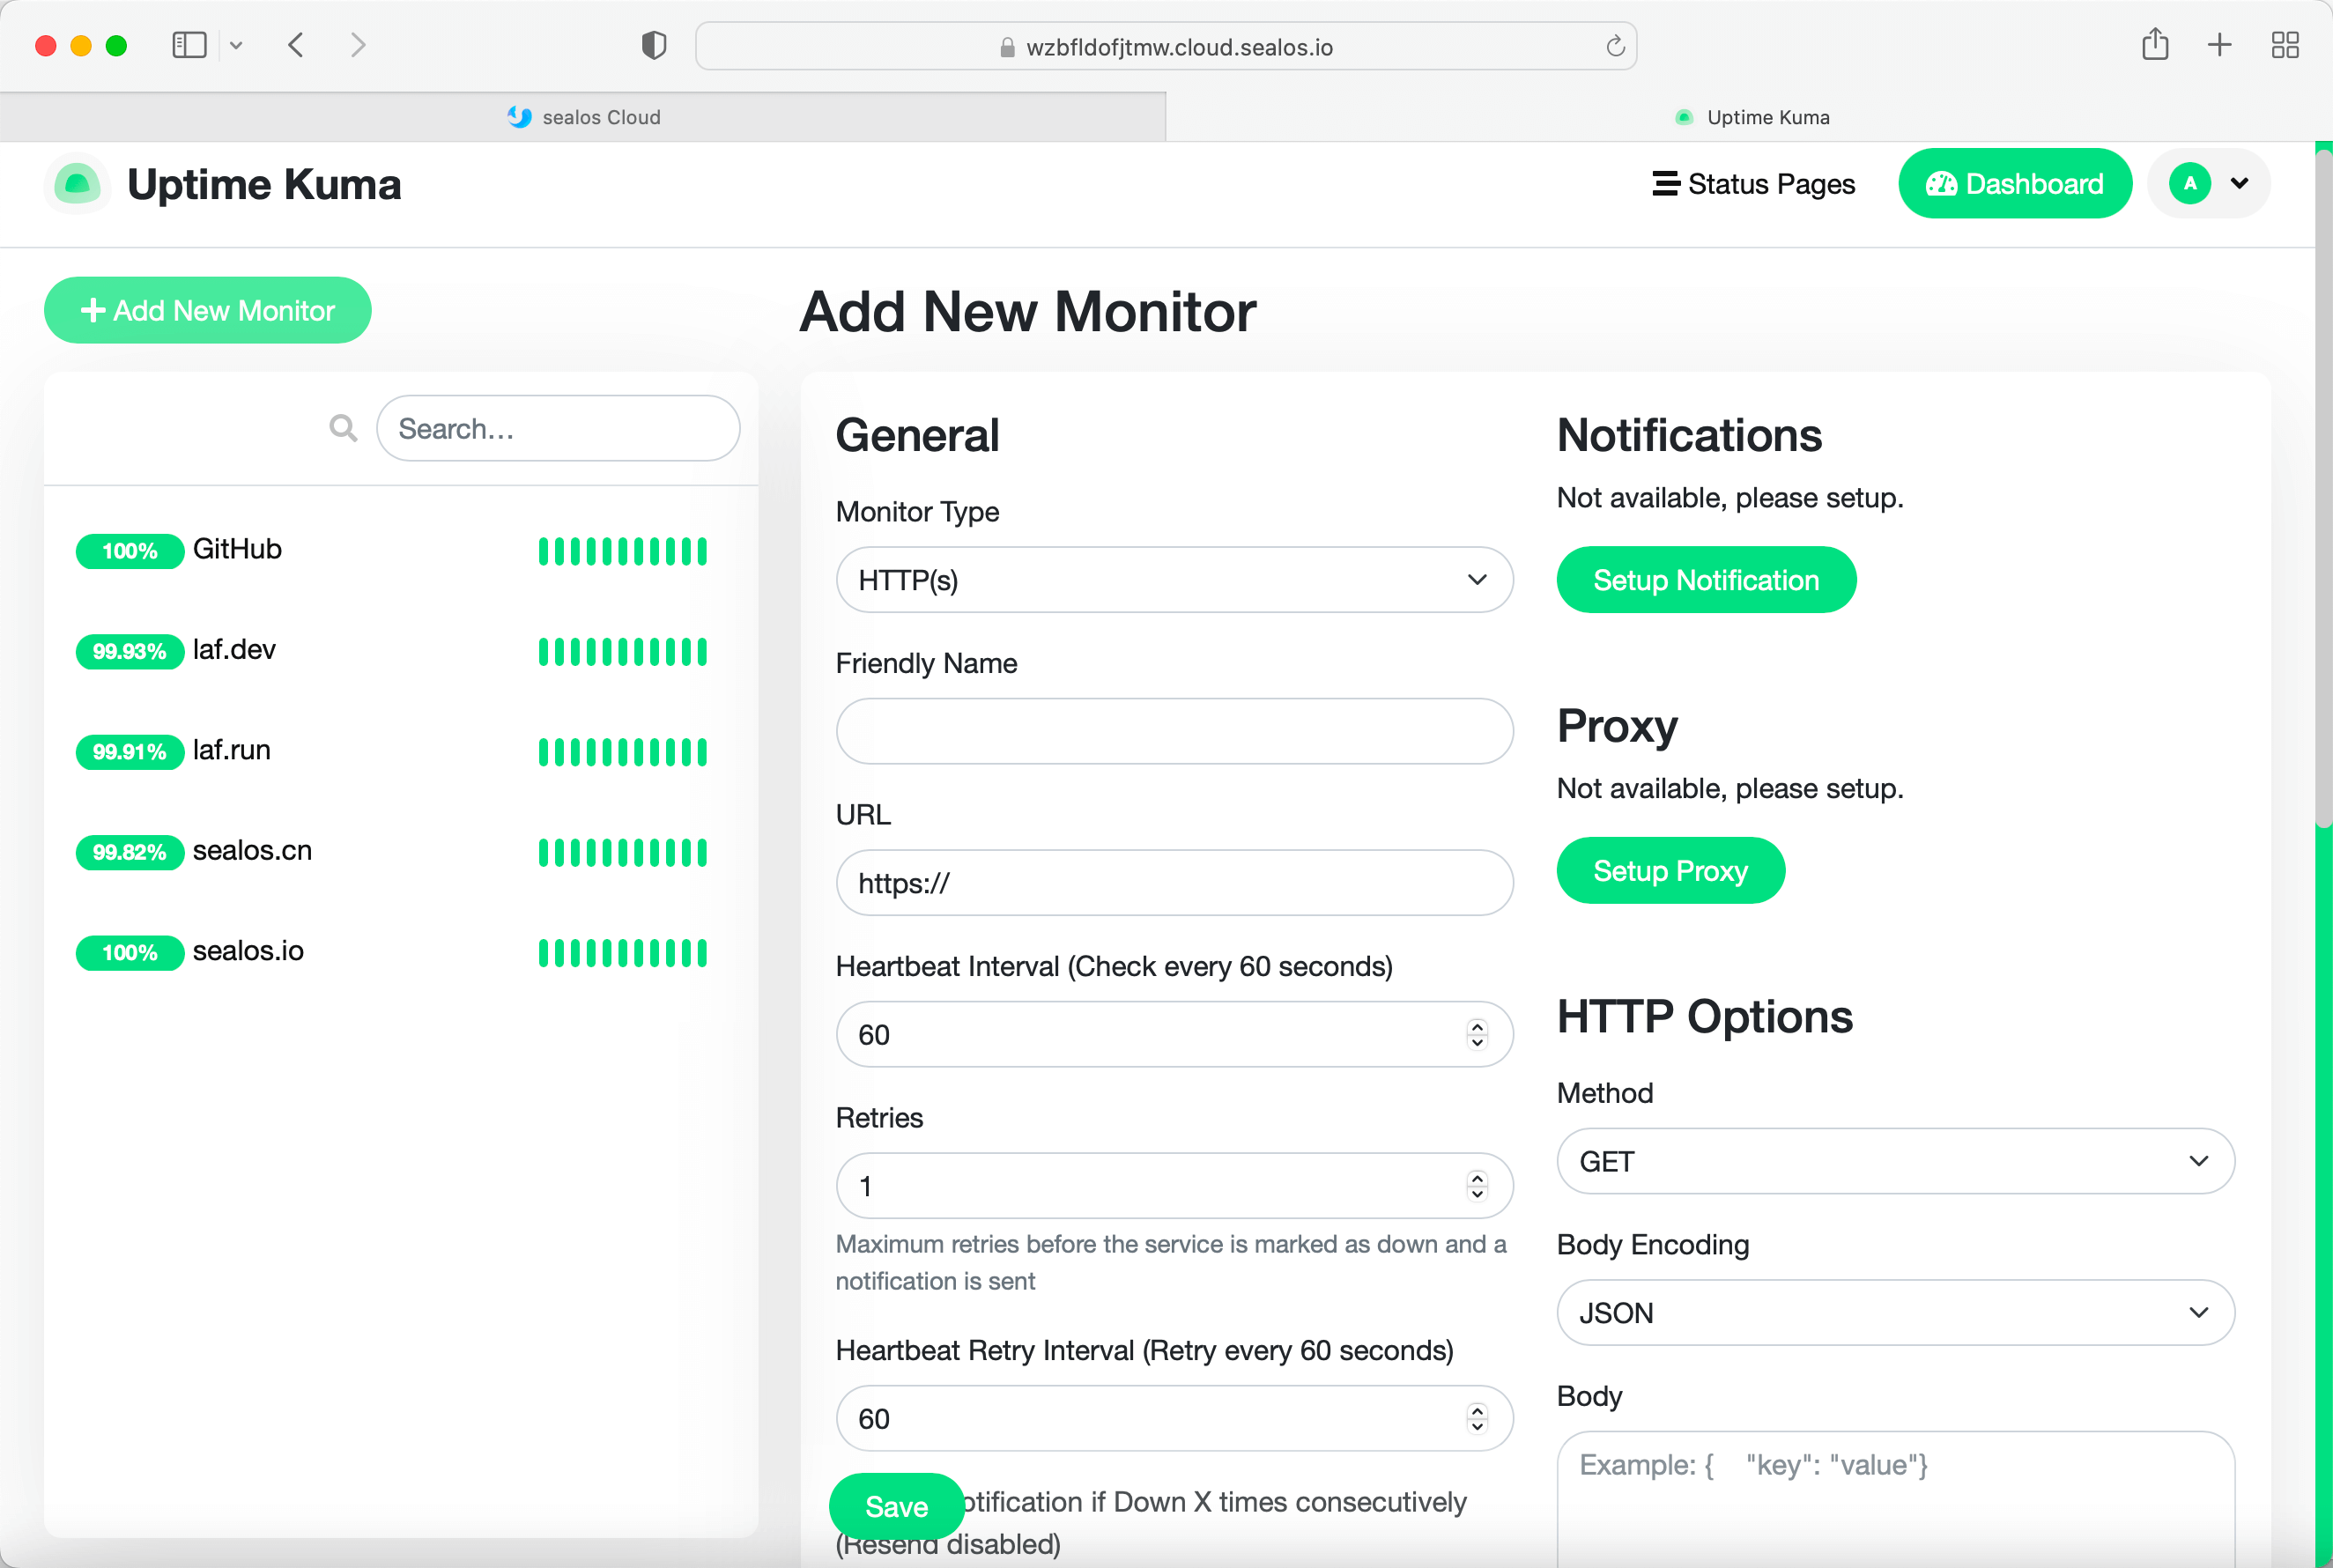 wzbfldofjtmw.cloud.sealos.io
sealos Cloud
Uptime Kuma
Uptime Kuma
Status Pages
Dashboard
A
Add New Monitor
Add New Monitor
Search...
100% GitHub
99.93% laf.dev
99.91% laf.run
99.82% sealos.cn
100% sealos.io
General
Monitor Type
HTTP(s)
Friendly Name
URL
https://
Heartbeat Interval (Check every 60 seconds)
60
Retries
1
Maximum retries before the service is marked as down and a
notification is sent
Heartbeat Retry Interval (Retry every 60 seconds)
60
Save
if Down X times consecutively
(Resend disabled)
Notifications
Not available, please setup.
Setup Notification
Proxy
Not available, please setup.
Setup Proxy
HTTP Options
Method
GET
Body Encoding
JSON
Body
Example: { "key": "value"}